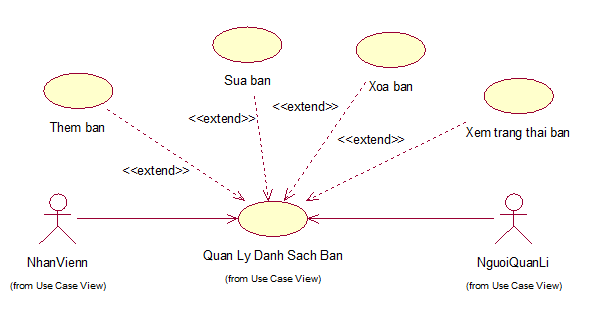 Sua ban
Xoa ban
Them ban
Xem trang thai ban
<<extend>>
<<extend>>
<<extend>>
<<extend>>
NhanVienn
(from Use Case View)
Quan Ly Danh Sach Ban
(from Use Case View)
NguoiQuanLi
(from Use Case View)